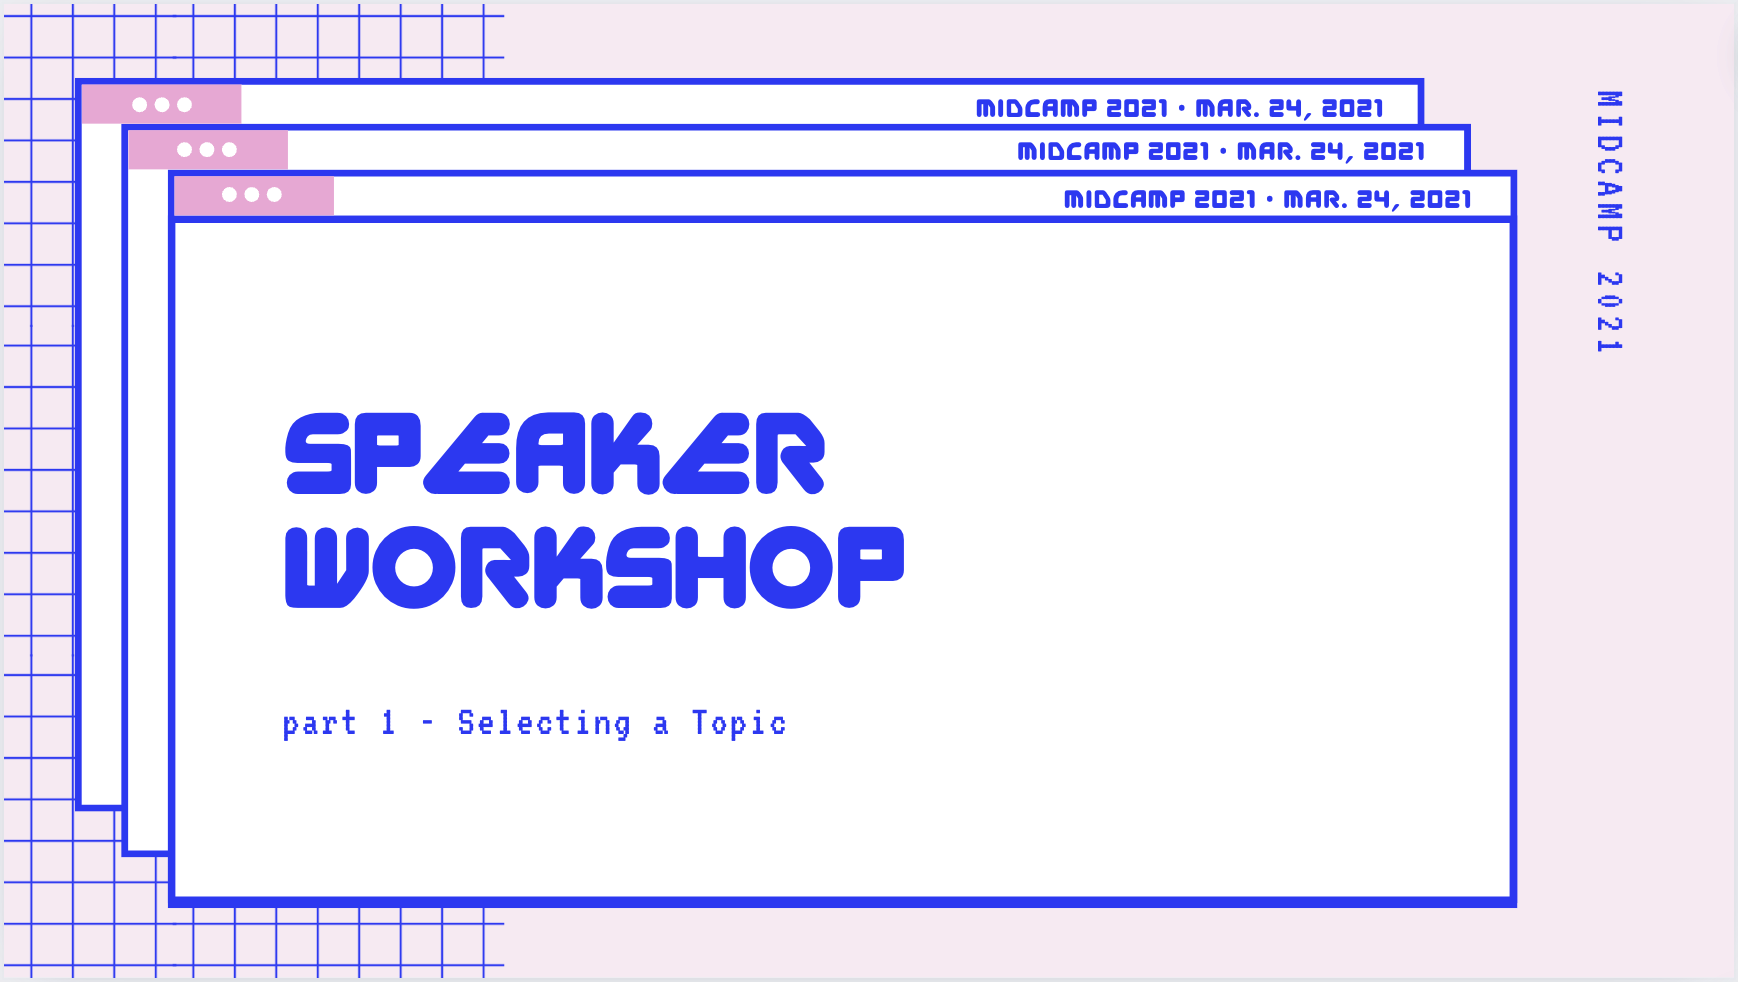 MIDCAMP 2021 • MAR. 24, 2021
MIDCAMP 2021 • MAR. 24, 2021
MIDCAMP 2021 • MAR. 24, 2021
SPEAKER
WORKSHOP
part 1 - Selecting a Topic
MIDCAMP 2021